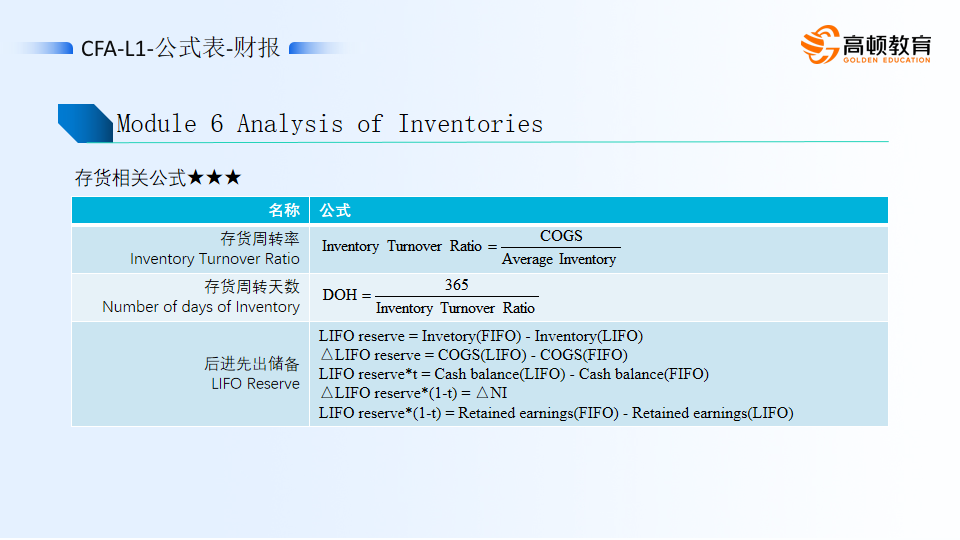 CFA-L1-公式表-财报
高顿教育
GOLDEN EDUCATION
Module 6 Analysis of Inventories
存货相关公式★★★
名称 公式
存货周转率
Inventory Turnover Ratio
Inventory Turnover Ratio = COGS / Average Inventory
存货周转天数
Number of days of Inventory
DOH = 365 / Inventory Turnover Ratio
后进先出储备
LIFO Reserve
LIFO reserve = Invetory(FIFO) - Inventory(LIFO)
△LIFO reserve = COGS(LIFO) - COGS(FIFO)
LIFO reserve*t = Cash balance(LIFO) - Cash balance(FIFO)
△LIFO reserve*(1-t) = △NI
LIFO reserve*(1-t) = Retained earnings(FIFO) - Retained earnings(LIFO)